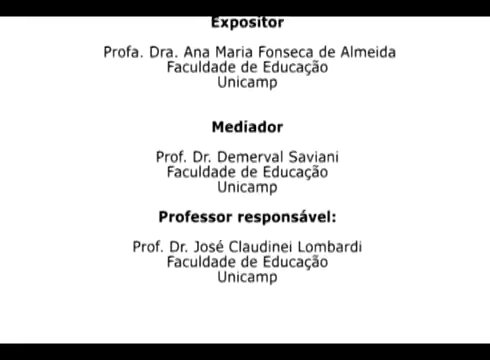 Expositor
Profa. Dra. Ana Maria Fonseca de Almeida
Faculdade de Educação
Unicamp
Mediador
Prof. Dr. Demerval Saviani
Faculdade de Educação
Unicamp
Professor responsável:
Prof. Dr. José Claudinei Lombardi
Faculdade de Educação
Unicamp